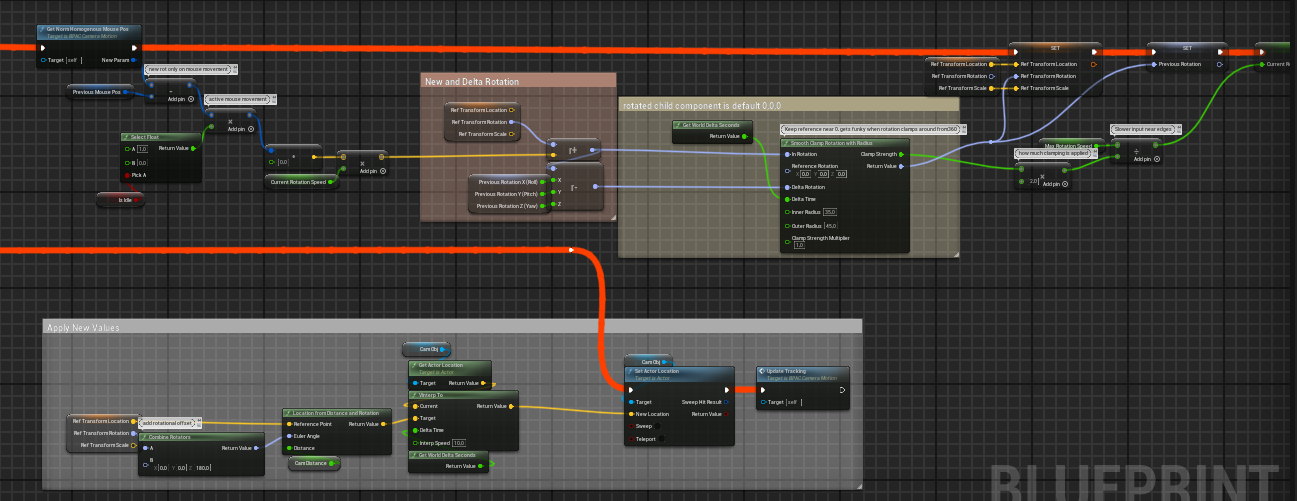 Get Norm Homogenous Mouse Pos
Target is BPAC Camera Motion
Target [self]
New Param
new rot only on mouse movement
Previous Mouse Pos
Add pin
active mouse movement
Add pin
Select Float
A 1.0
Return Value
B 0.0
Pick A
Is Idle
0.0
Current Rotation Speed
Add pin
New and Delta Rotation
Ref Transform Location
Ref Transform Rotation
Ref Transform Scale
r+
Previous Rotation X (Roll)
Previous Rotation Y (Pitch)
Previous Rotation Z (Yaw)
X
Y
Z
r-
rotated child component is default 0.0.0
Get World Delta Seconds
Return Value
Keep reference near 0, gets funky when rotation clamps around from360
Smooth Clamp Rotation with Radius
In Rotation
Clamp Strength
Reference Rotation
Return Value
X 0.0 Y 0.0 Z 0.0
Delta Rotation
Delta Time
Inner Radius 35.0
Outer Radius 45.0
Clamp Strength Multiplier
1.0
SET
Ref Transform Location
Ref Transform Rotation
Ref Transform Scale
Ref Transform Location
Ref Transform Rotation
Ref Transform Scale
SET
Previous Rotation
Current R
Slower input near edges
Max Rotation Speed
how much clamping is applied
Add pin
2.0
Add pin
Apply New Values
Cam Obj
Get Actor Location
Target is Actor
Target
Return Value
VInterp To
Current
Return Value
Target
Delta Time
Interp Speed 10.0
Get World Delta Seconds
Return Value
Ref Transform Location
Ref Transform Rotation
Ref Transform Scale
add rotational offset
Combine Rotators
A
Return Value
B
X 0.0 Y 0.0 Z 180.0
Location from Distance and Rotation
Reference Point
Return Value
Euler Angle
Distance
Cam Distance
Cam Obj
Set Actor Location
Target is Actor
Target
Sweep Hit Result
New Location
Return Value
Sweep
Teleport
Update Tracking
Target is BPAC Camera Motion
Target [self]
BLUEPRINT